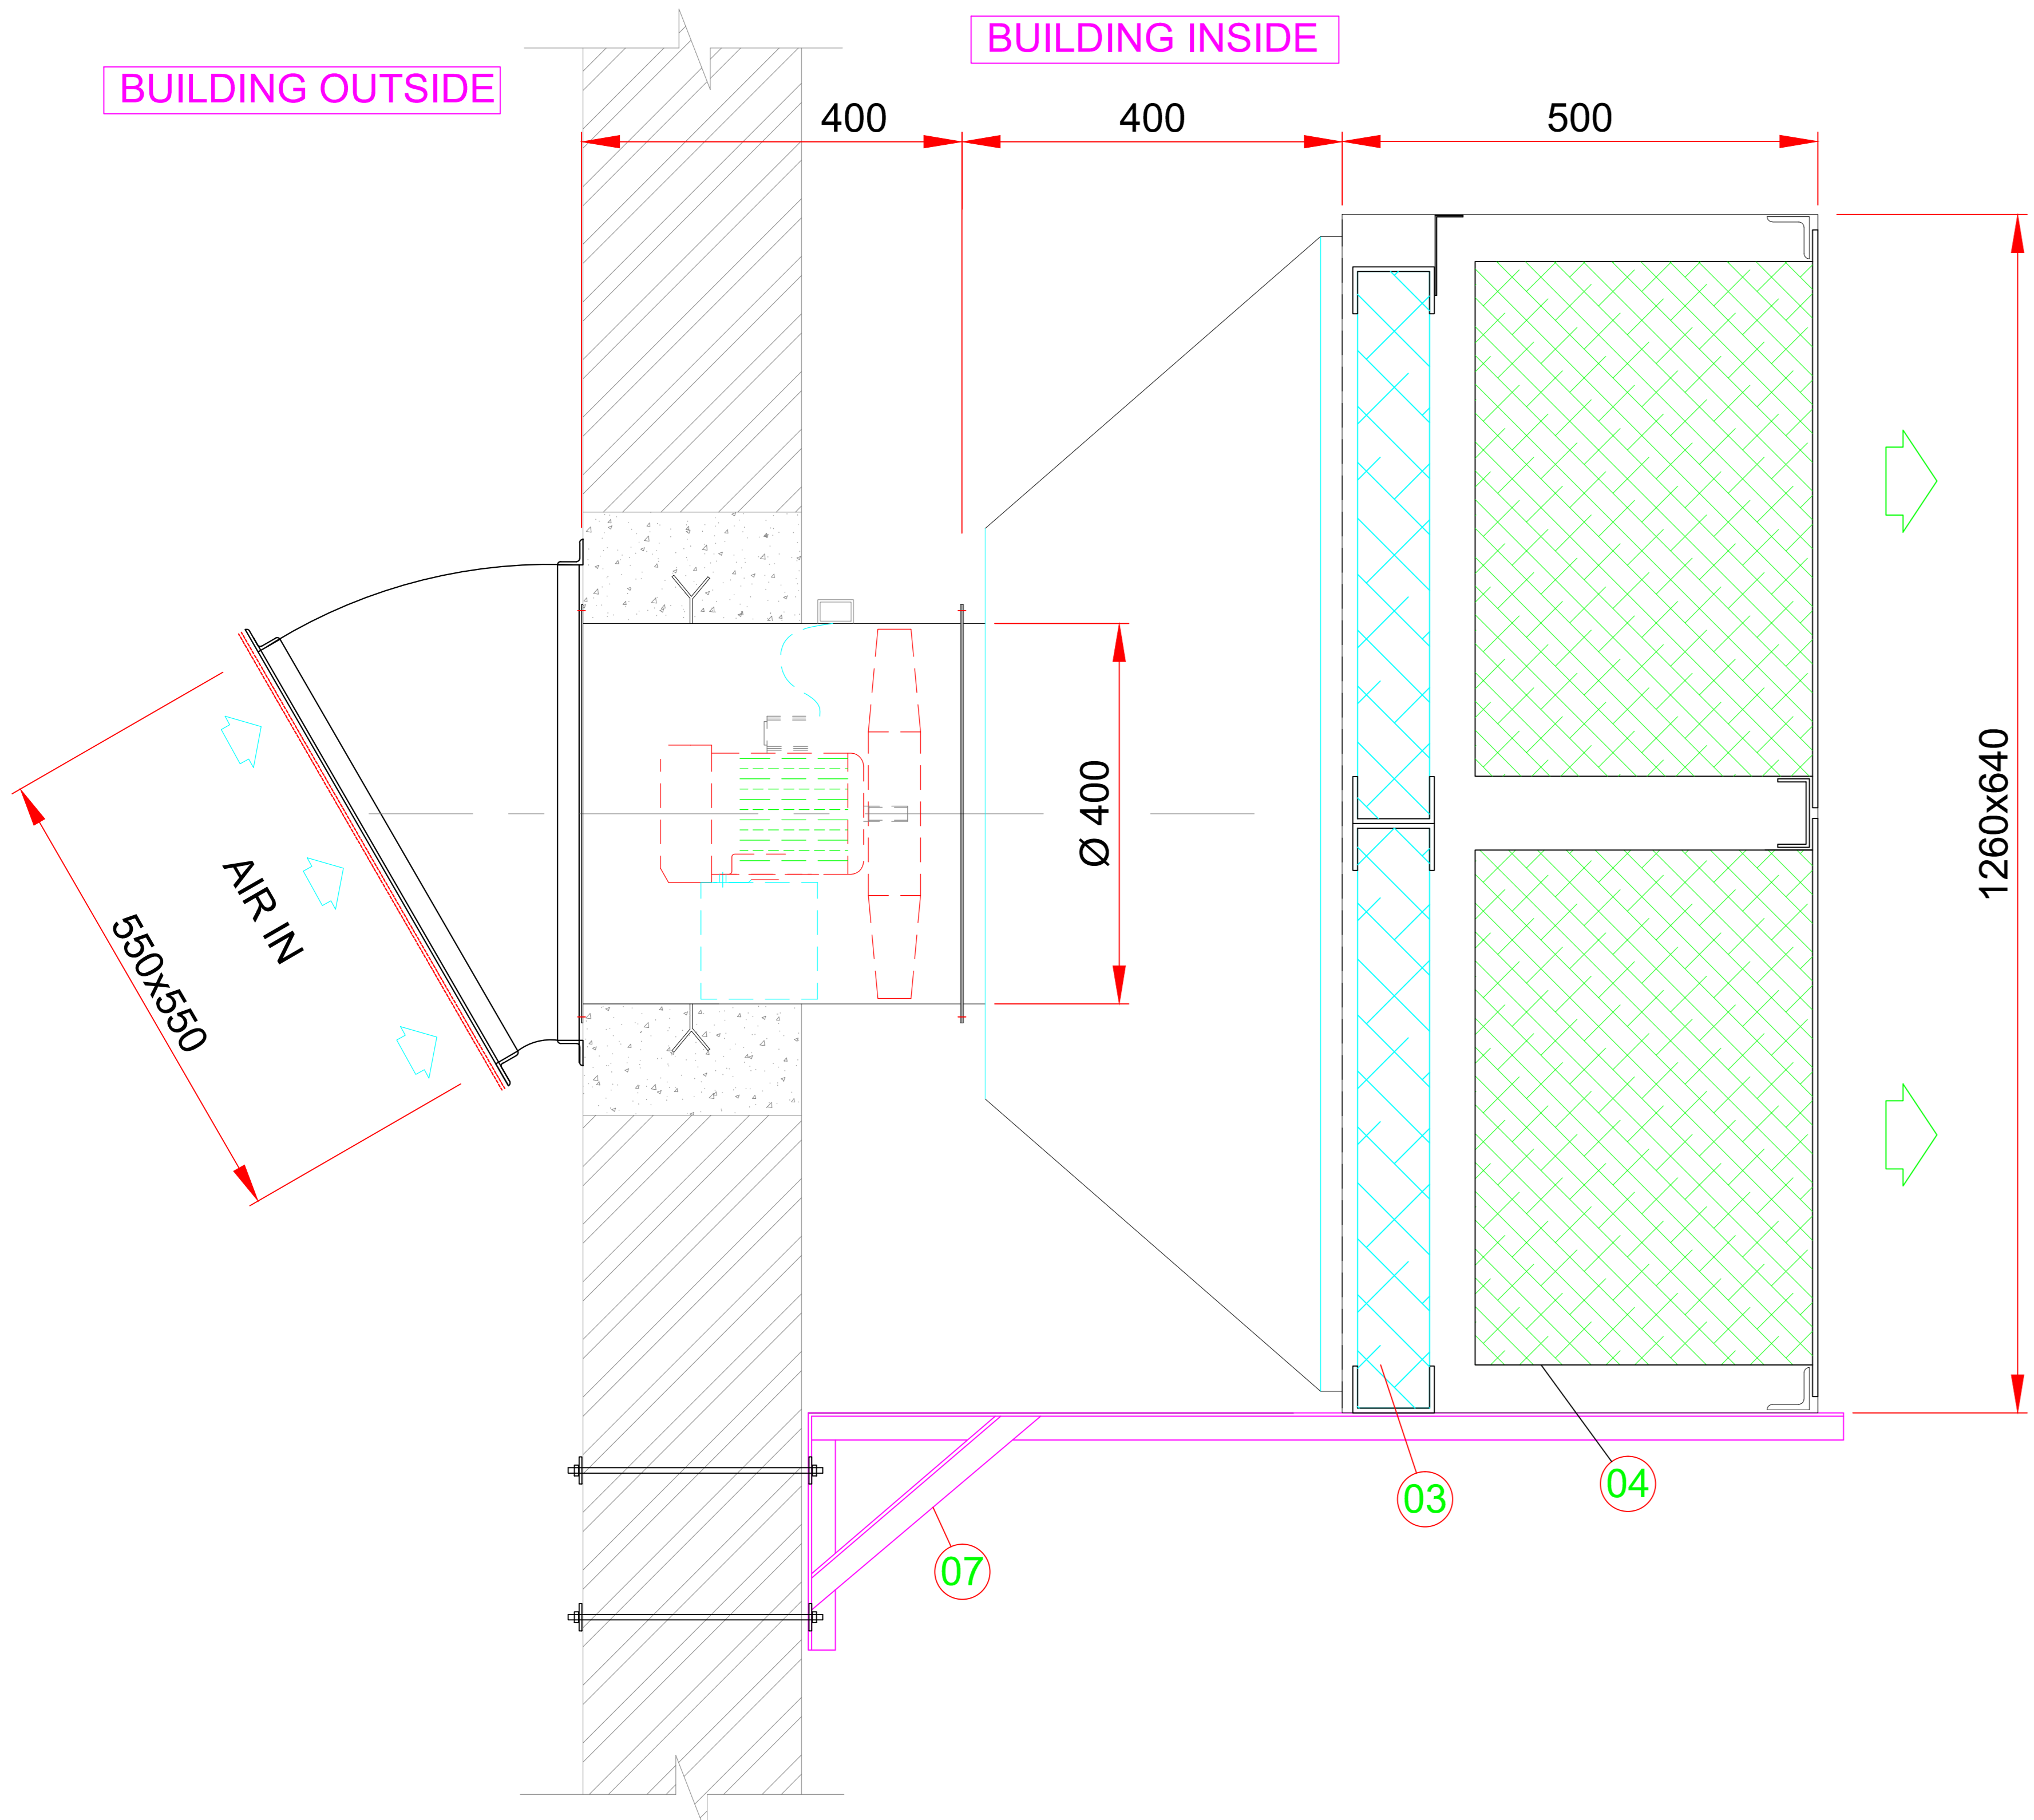 BUILDING INSIDE
BUILDING OUTSIDE
400
400
500
Ø 400
1260x640
AIR IN
550x550
03
04
07